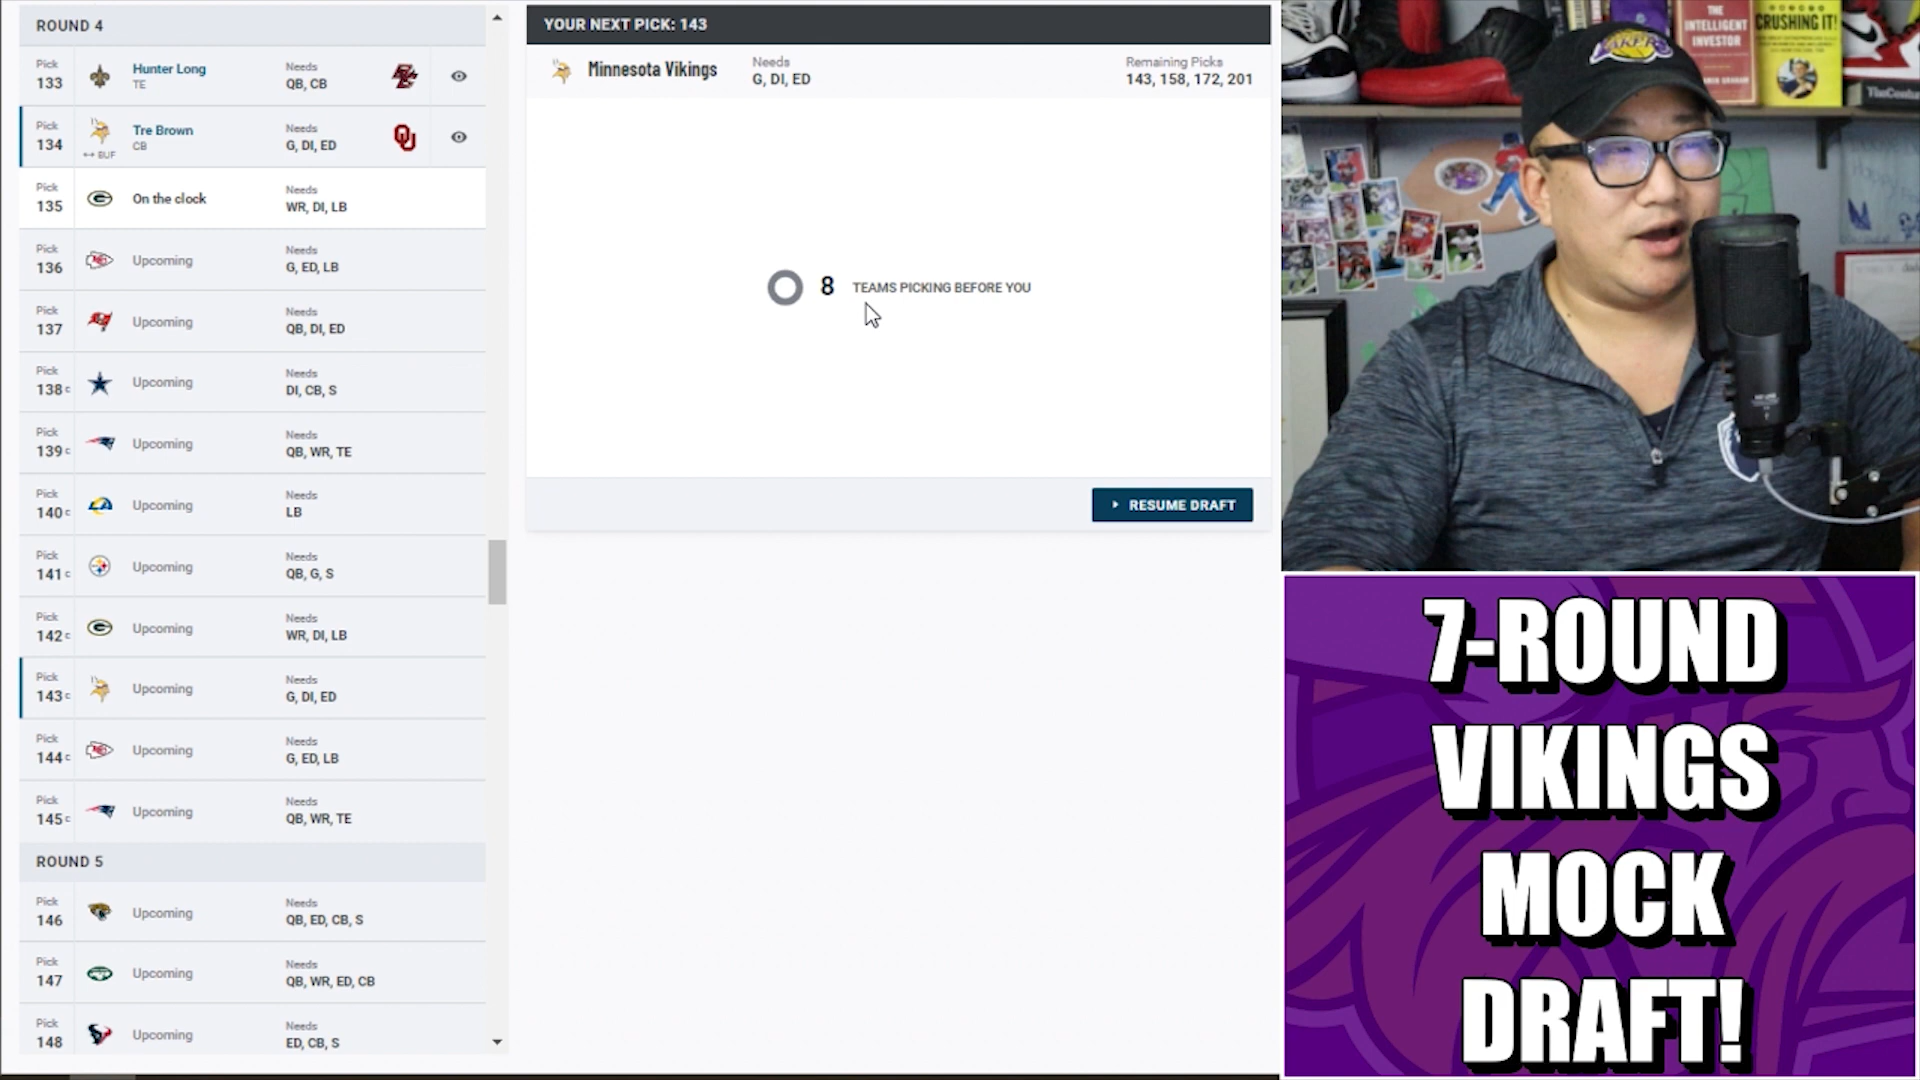 ROUND 4
Pick
133
Hunter Long
TE
Needs
QB, CB
Pick
134
↔ BUF
Tre Brown
CB
Needs
G, DI, ED
Pick
135
On the clock
Needs
WR, DI, LB
Pick
136
Upcoming
Needs
G, ED, LB
Pick
137
Upcoming
Needs
QB, DI, ED
Pick
138 c
Upcoming
Needs
DI, CB, S
Pick
139 c
Upcoming
Needs
QB, WR, TE
Pick
140 c
Upcoming
Needs
LB
Pick
141 c
Upcoming
Needs
QB, G, S
Pick
142 c
Upcoming
Needs
WR, DI, LB
Pick
143 c
Upcoming
Needs
G, DI, ED
Pick
144 c
Upcoming
Needs
G, ED, LB
Pick
145 c
Upcoming
Needs
QB, WR, TE
ROUND 5
Pick
146
Upcoming
Needs
QB, ED, CB, S
Pick
147
Upcoming
Needs
QB, WR, ED, CB
Pick
148
Upcoming
Needs
ED, CB, S
YOUR NEXT PICK: 143
Minnesota Vikings
Needs
G, DI, ED
Remaining Picks
143, 158, 172, 201
8 TEAMS PICKING BEFORE YOU
RESUME DRAFT
THE
INTELLIGENT
INVESTOR
CRUSHING IT!
LAKERS
7-ROUND
VIKINGS
MOCK
DRAFT!